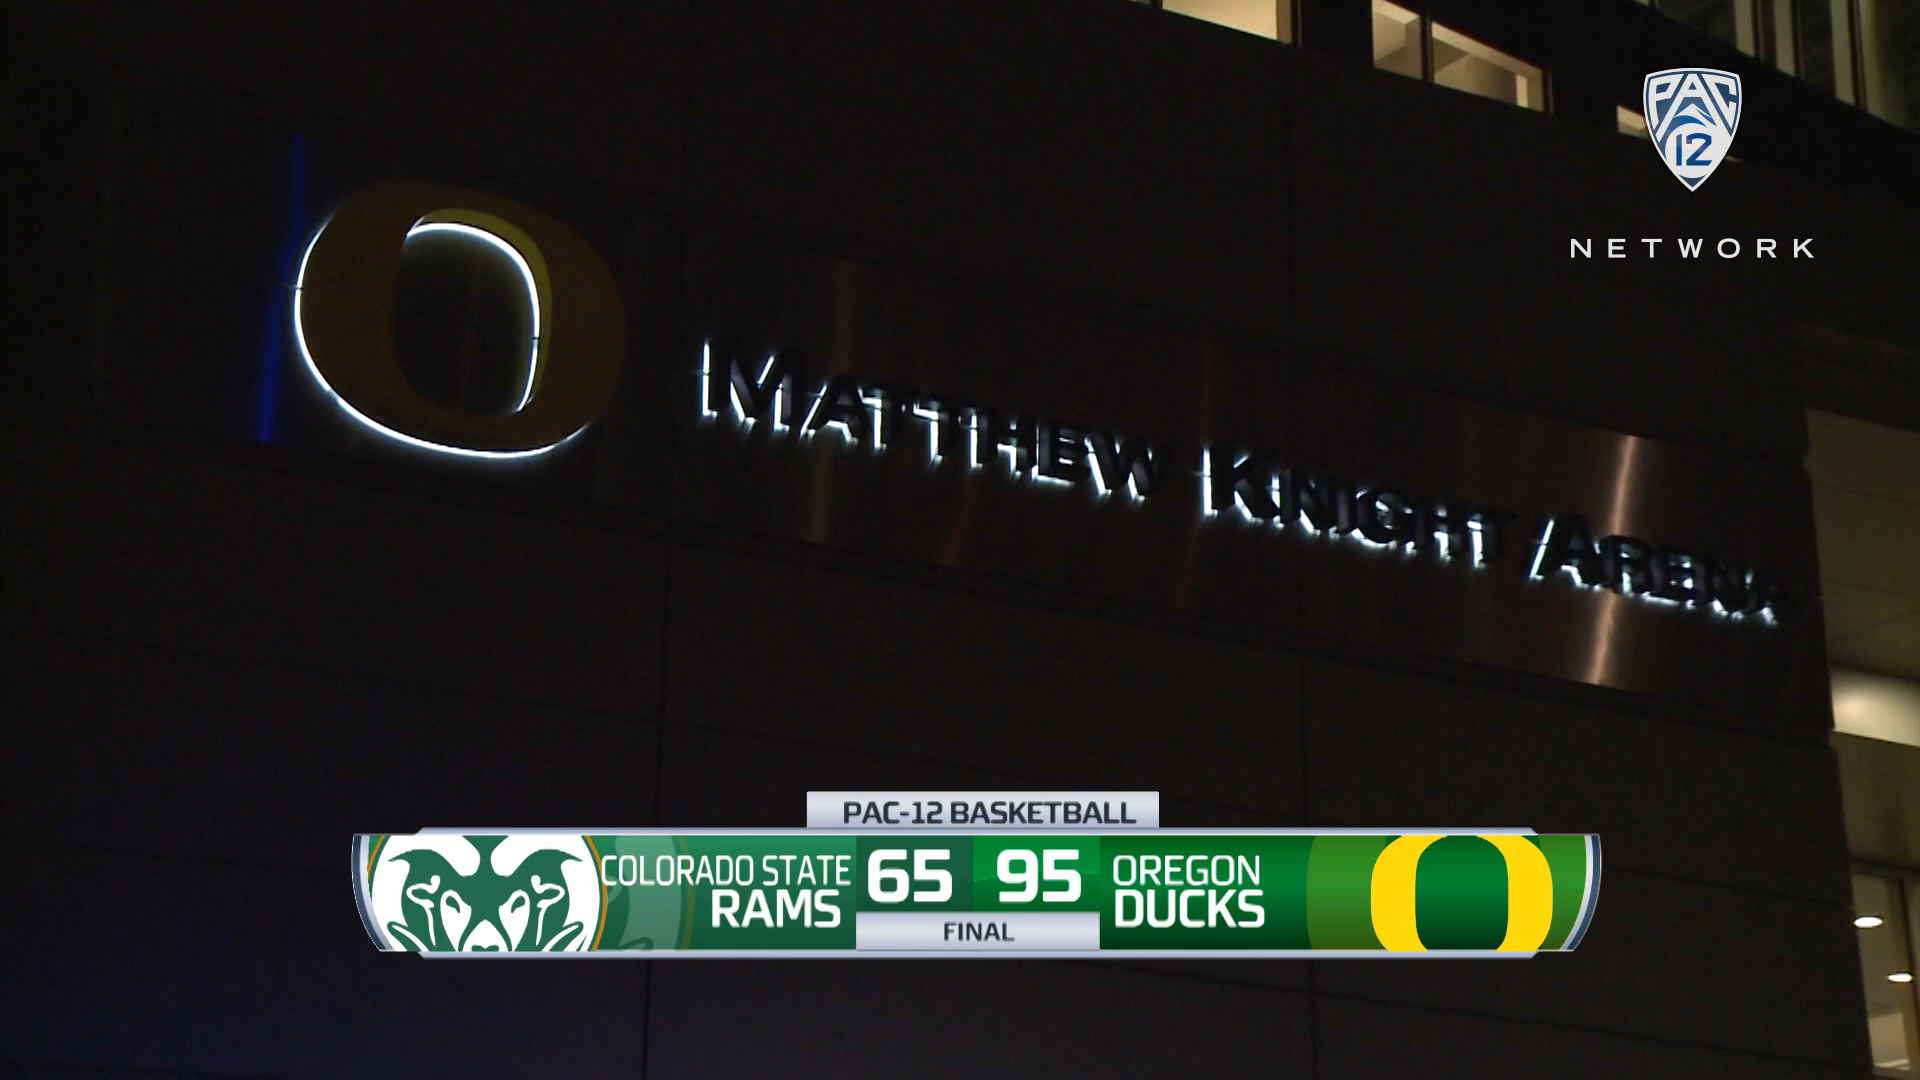 PAC
12
NETWORK
O
MATTHEW KNIGHT ARENA
PAC-12 BASKETBALL
COLORADO STATE
RAMS
65
95
OREGON
DUCKS
O
FINAL